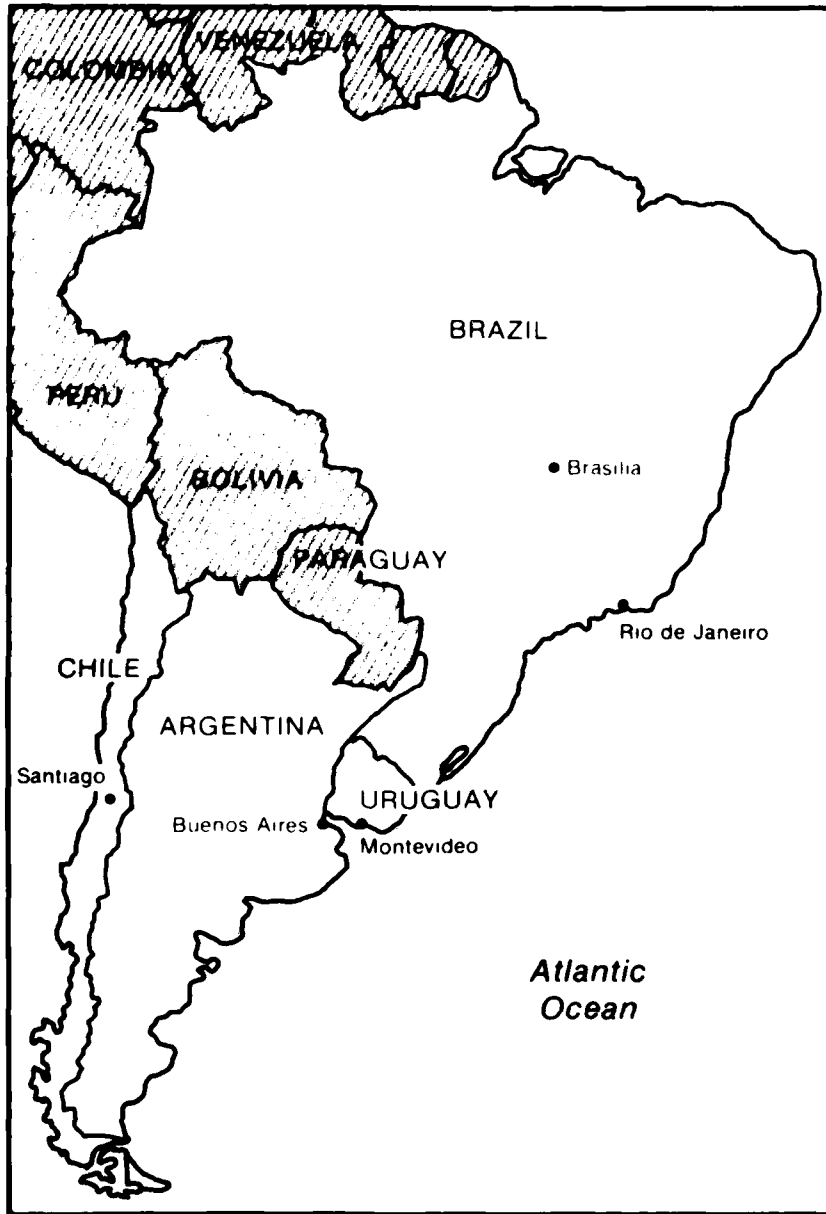 VENEZUELA
COLOMBIA
BRAZIL
PERU
Brasilia
BOLIVIA
PARAGUAY
Rio de Janeiro
CHILE
ARGENTINA
Santiago
URUGUAY
Buenos Aires
Montevideo
Atlantic
Ocean